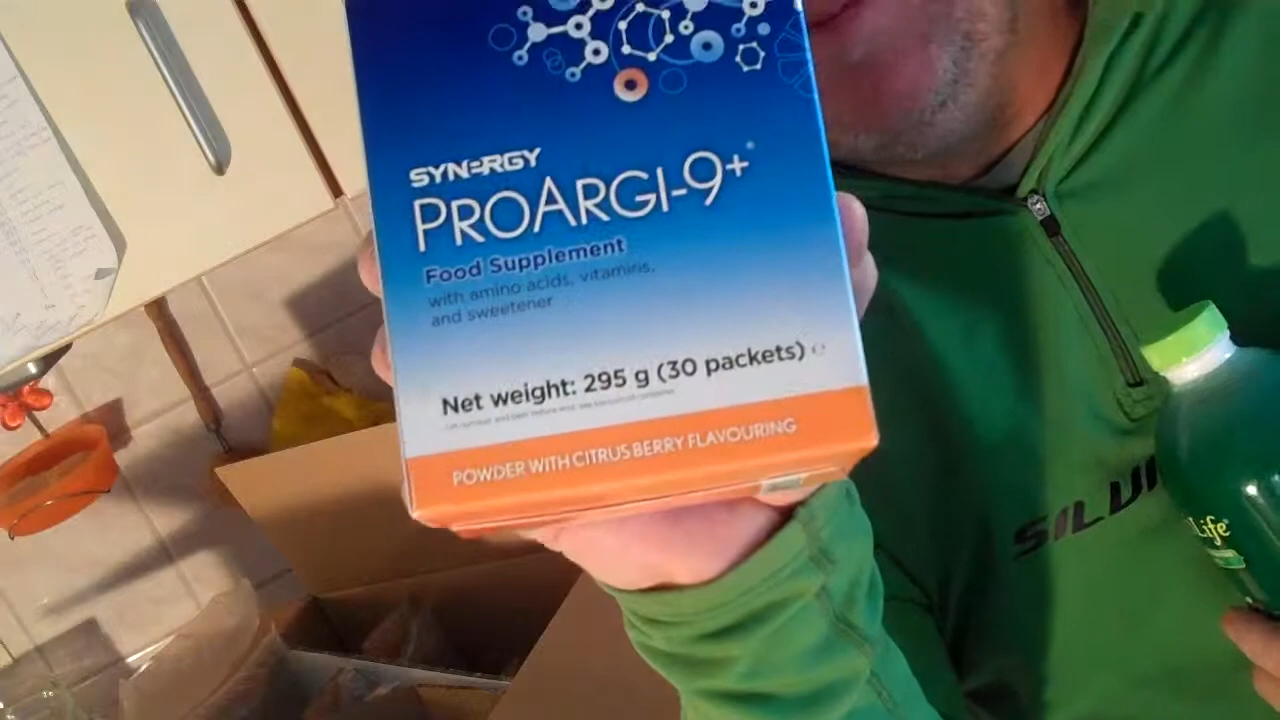 SYNERGY
PROARGI-9+
Food Supplement
with amino acids, vitamins,
and sweetener
Net weight: 295 g (30 packets) ℮
POWDER WITH CITRUS BERRY FLAVOURING
SILU
Life